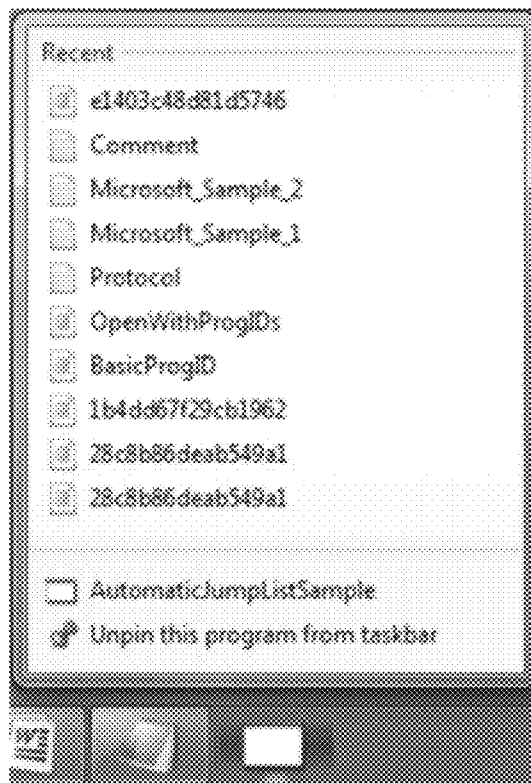 Recent
e1403c48d81d5746
Comment
Microsoft_Sample_2
Microsoft_Sample_1
Protocol
OpenWithProgIDs
BasicProgID
1b4dd67f29cb1962
28c8b86deab549a1
28c8b86deab549a1
AutomaticJumpListSample
Unpin this program from taskbar